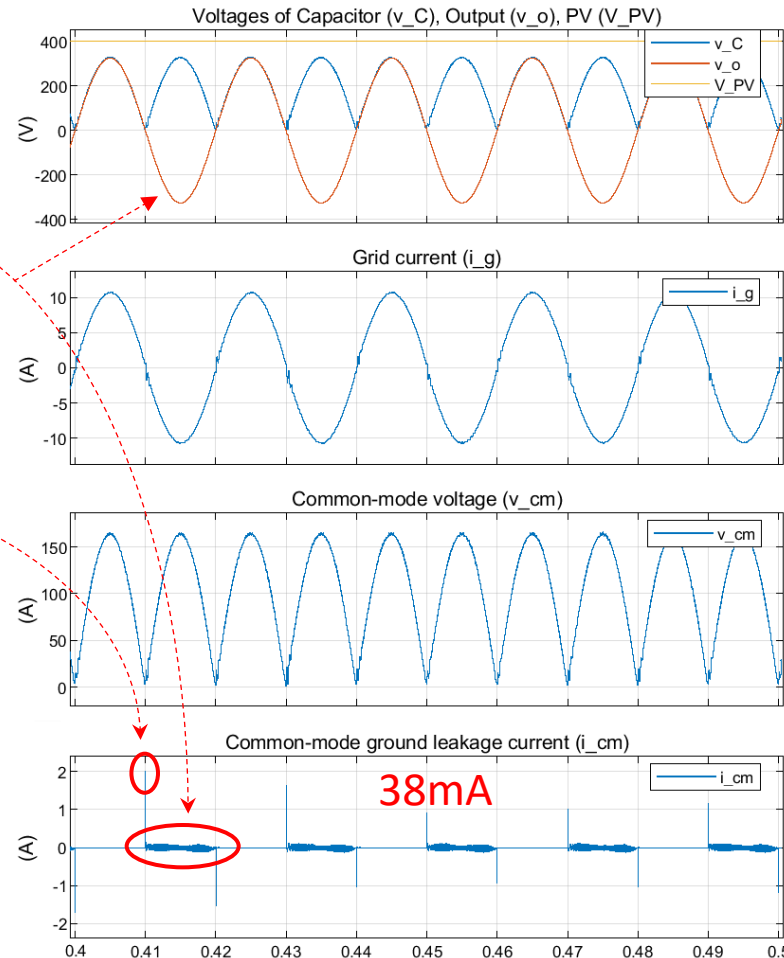 Voltages of Capacitor (v_C), Output (v_o), PV (V_PV)
400
200
0
-200
-400
(V)
v_C
v_o
V_PV
Grid current (i_g)
10
5
0
-5
-10
(A)
i_g
Common-mode voltage (v_cm)
150
100
50
0
(A)
v_cm
Common-mode ground leakage current (i_cm)
2
1
0
-1
-2
(A)
38mA
i_cm
0.4 0.41 0.42 0.43 0.44 0.45 0.46 0.47 0.48 0.49